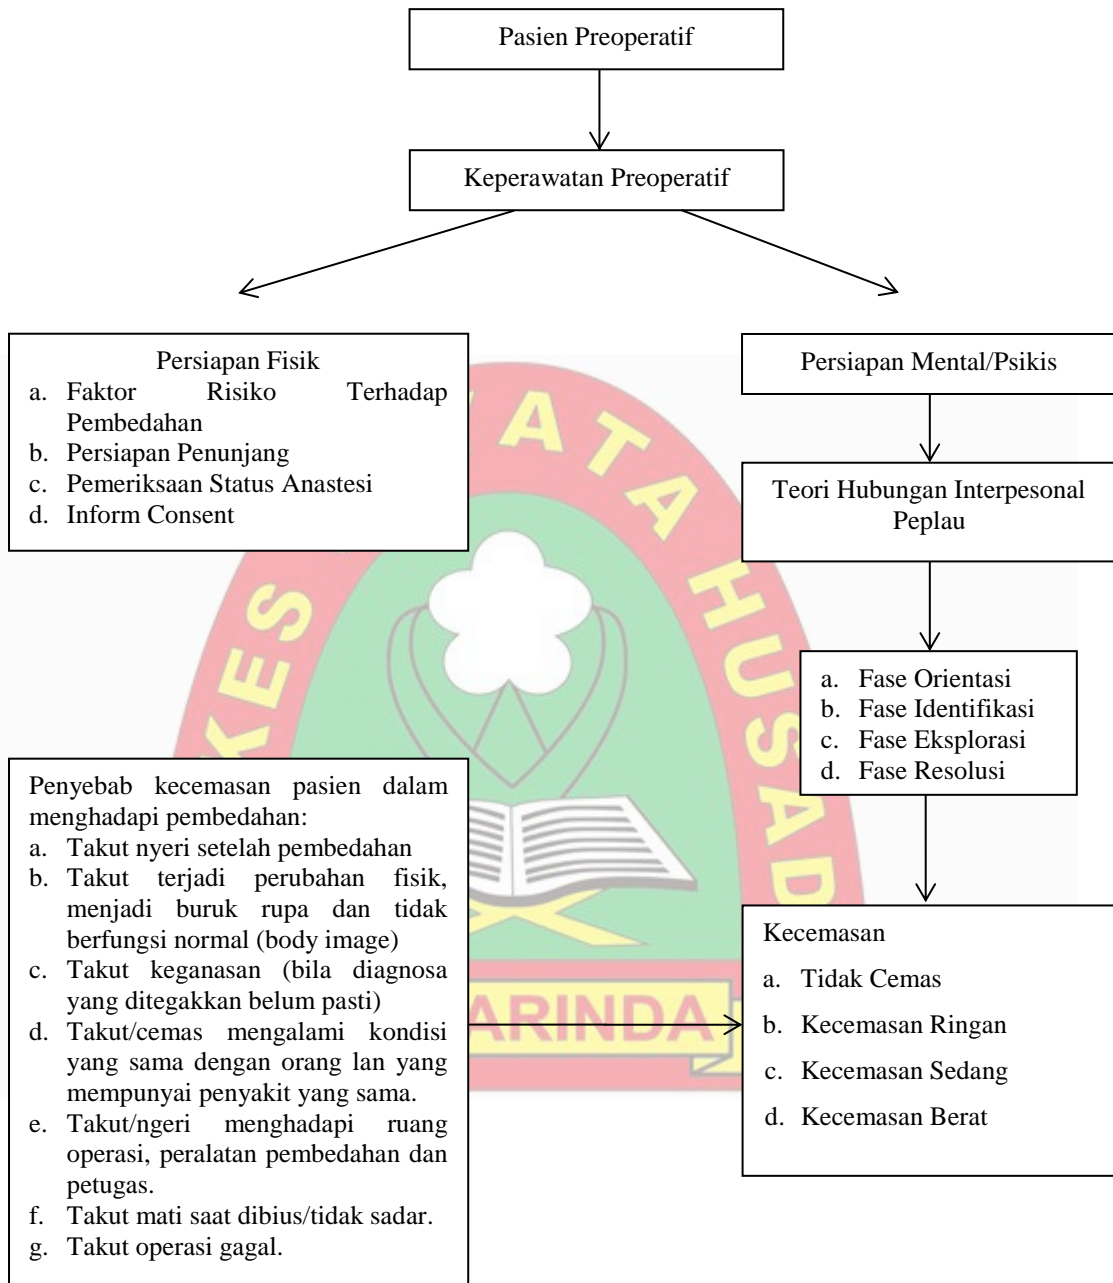 Pasien Preoperatif
Keperawatan Preoperatif
Persiapan Fisik
a. Faktor Risiko Terhadap
Pembedahan
b. Persiapan Penunjang
c. Pemeriksaan Status Anastesi
d. Inform Consent
Persiapan Mental/Psikis
Teori Hubungan Interpesonal
Peplau
a. Fase Orientasi
b. Fase Identifikasi
c. Fase Eksplorasi
d. Fase Resolusi
Penyebab kecemasan pasien dalam
menghadapi pembedahan:
a. Takut nyeri setelah pembedahan
b. Takut terjadi perubahan fisik,
menjadi buruk rupa dan tidak
berfungsi normal (body image)
c. Takut keganasan (bila diagnosa
yang ditegakkan belum pasti)
d. Takut/cemas mengalami kondisi
yang sama dengan orang lan yang
mempunyai penyakit yang sama.
e. Takut/ngeri menghadapi ruang
operasi, peralatan pembedahan dan
petugas.
f. Takut mati saat dibius/tidak sadar.
g. Takut operasi gagal.
Kecemasan
a. Tidak Cemas
b. Kecemasan Ringan
c. Kecemasan Sedang
d. Kecemasan Berat
KES
ATA HUSAD
ARINDA